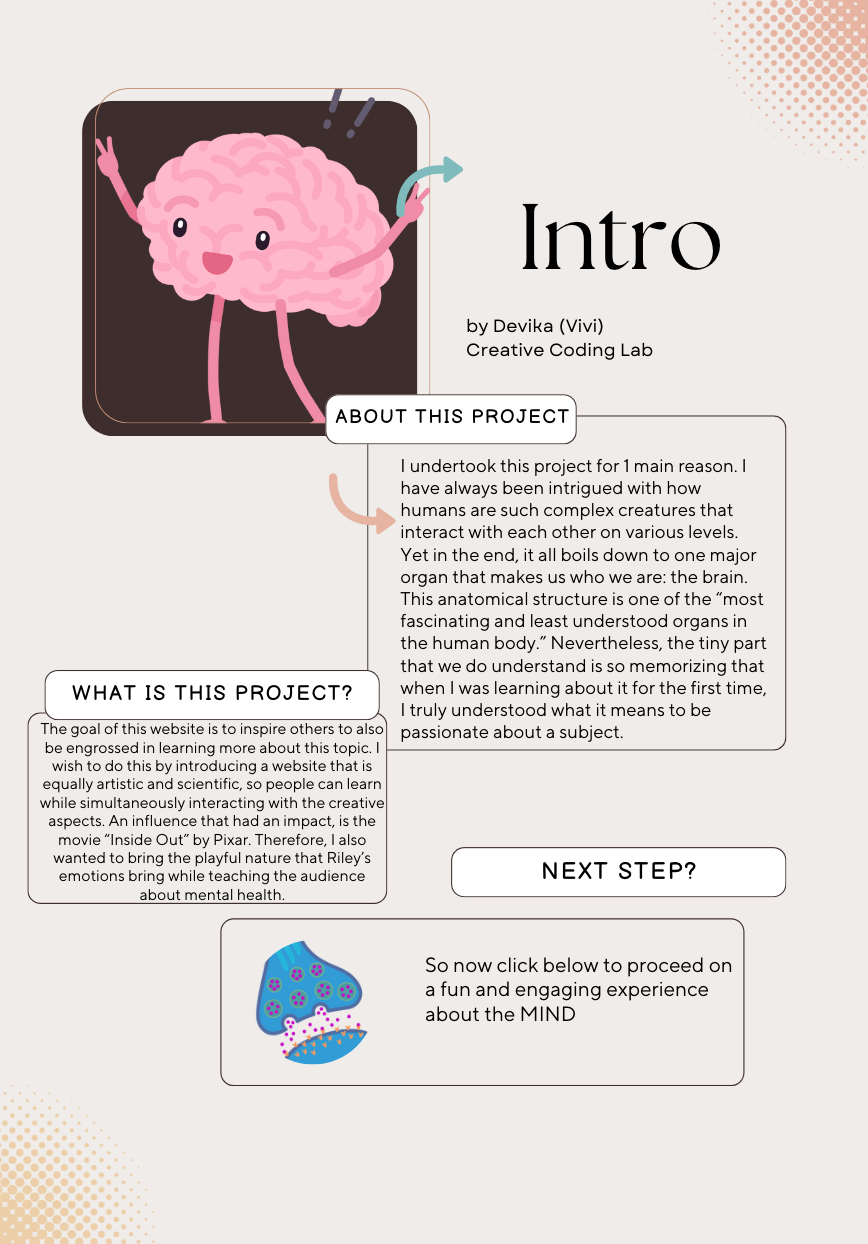 Intro
by Devika (Vivi)
Creative Coding Lab
ABOUT THIS PROJECT
I undertook this project for 1 main reason. I
have always been intrigued with how
humans are such complex creatures that
interact with each other on various levels.
Yet in the end, it all boils down to one major
organ that makes us who we are: the brain.
This anatomical structure is one of the “most
fascinating and least understood organs in
the human body.” Nevertheless, the tiny part
that we do understand is so memorizing that
when I was learning about it for the first time,
I truly understood what it means to be
passionate about a subject.
WHAT IS THIS PROJECT?
The goal of this website is to inspire others to also
be engrossed in learning more about this topic. I
wish to do this by introducing a website that is
equally artistic and scientific, so people can learn
while simultaneously interacting with the creative
aspects. An influence that had an impact, is the
movie “Inside Out” by Pixar. Therefore, I also
wanted to bring the playful nature that Riley’s
emotions bring while teaching the audience
about mental health.
NEXT STEP?
So now click below to proceed on
a fun and engaging experience
about the MIND